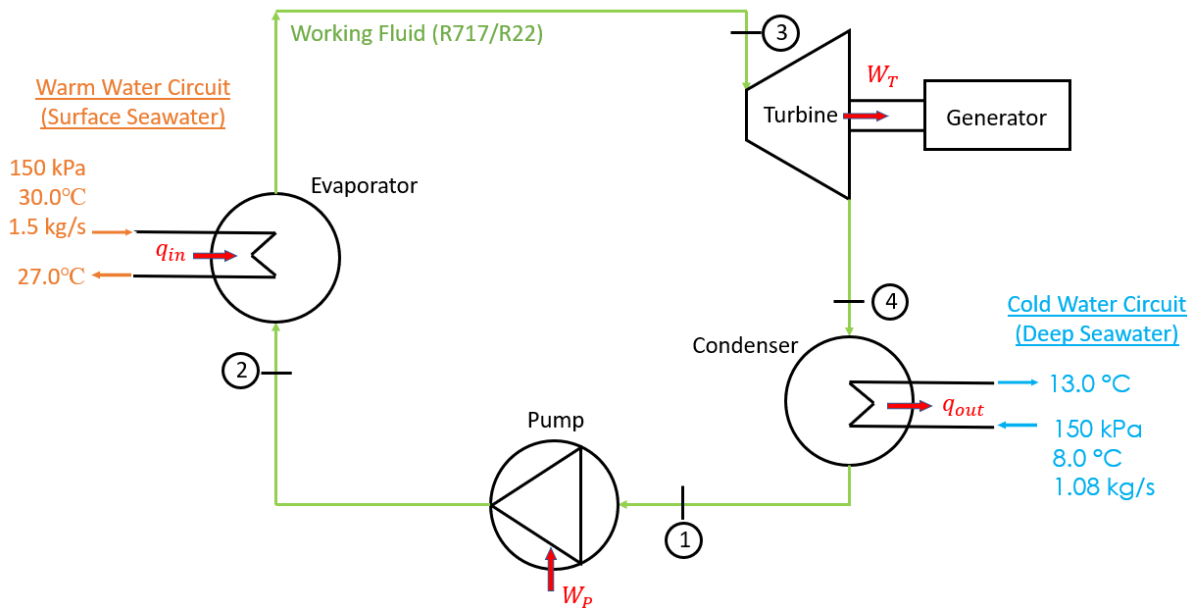 Working Fluid (R717/R22)
3
Warm Water Circuit
(Surface Seawater)
W_T
Turbine
Generator
150 kPa
30.0°C
1.5 kg/s
Evaporator
q_in
27.0°C
4
Cold Water Circuit
(Deep Seawater)
Condenser
2
13.0 °C
q_out
Pump
150 kPa
8.0 °C
1.08 kg/s
1
W_P